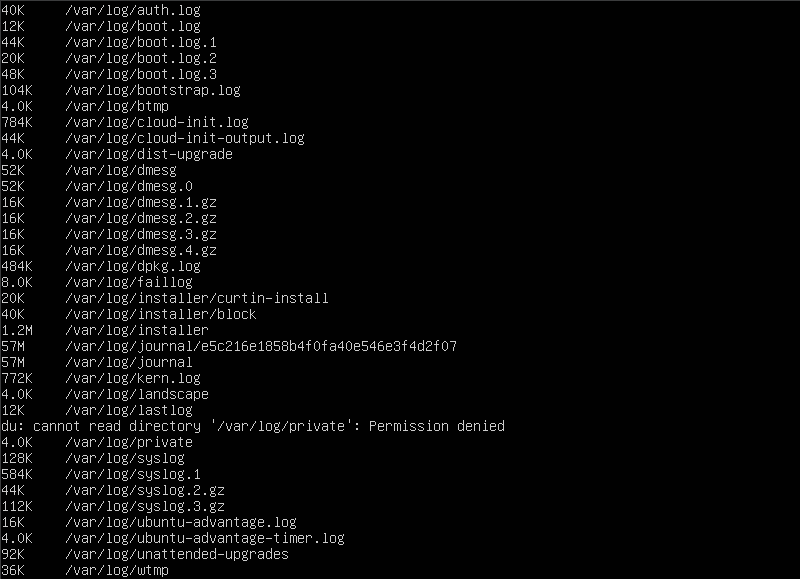 40K /var/log/auth.log
12K /var/log/boot.log
44K /var/log/boot.log.1
20K /var/log/boot.log.2
48K /var/log/boot.log.3
104K /var/log/bootstrap.log
4.0K /var/log/btmp
784K /var/log/cloud-init.log
44K /var/log/cloud-init-output.log
4.0K /var/log/dist-upgrade
52K /var/log/dmesg
52K /var/log/dmesg.0
16K /var/log/dmesg.1.gz
16K /var/log/dmesg.2.gz
16K /var/log/dmesg.3.gz
16K /var/log/dmesg.4.gz
484K /var/log/dpkg.log
8.0K /var/log/faillog
20K /var/log/installer/curtin-install
40K /var/log/installer/block
1.2M /var/log/installer
57M /var/log/journal/e5c216e1858b4f0fa40e546e3f4d2f07
57M /var/log/journal
772K /var/log/kern.log
4.0K /var/log/landscape
12K /var/log/lastlog
du: cannot read directory '/var/log/private': Permission denied
4.0K /var/log/private
128K /var/log/syslog
584K /var/log/syslog.1
44K /var/log/syslog.2.gz
112K /var/log/syslog.3.gz
16K /var/log/ubuntu-advantage.log
4.0K /var/log/ubuntu-advantage-timer.log
92K /var/log/unattended-upgrades
36K /var/log/wtmp